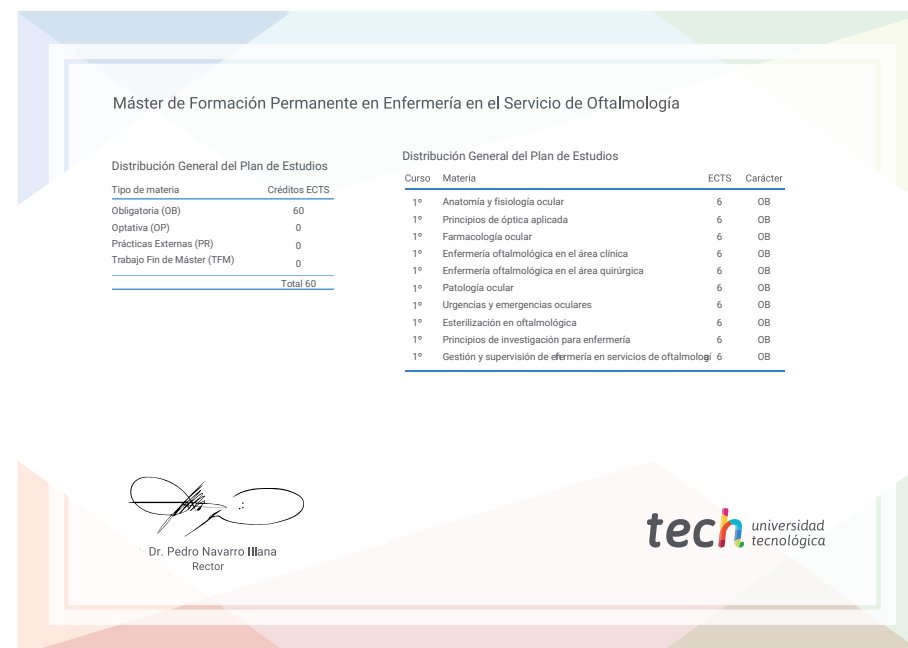 Máster de Formación Permanente en Enfermería en el Servicio de Oftalmología
Distribución General del Plan de Estudios
Tipo de materia Créditos ECTS
Obligatoria (OB) 60
Optativa (OP) 0
Prácticas Externas (PR) 0
Trabajo Fin de Máster (TFM) 0
Total 60
Distribución General del Plan de Estudios
Curso Materia ECTS Carácter
1º Anatomía y fisiología ocular 6 OB
1º Principios de óptica aplicada 6 OB
1º Farmacología ocular 6 OB
1º Enfermería oftalmológica en el área clínica 6 OB
1º Enfermería oftalmológica en el área quirúrgica 6 OB
1º Patología ocular 6 OB
1º Urgencias y emergencias oculares 6 OB
1º Esterilización en oftalmológica 6 OB
1º Principios de investigación para enfermería 6 OB
1º Gestión y supervisión de enfermería en servicios de oftalmología 6 OB
Dr. Pedro Navarro Illana
Rector
tech universidad
tecnológica